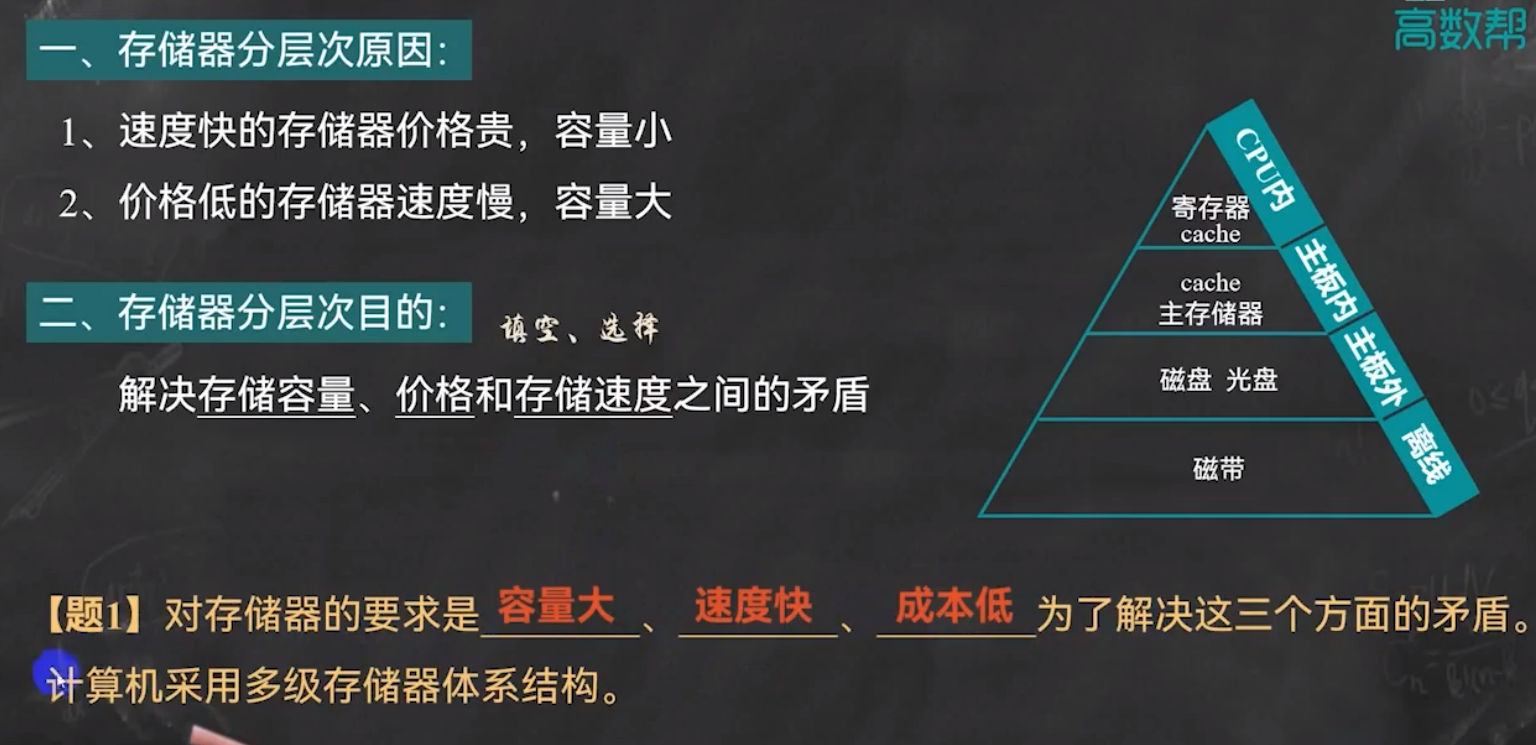 高数帮
一、存储器分层次原因：
1、速度快的存储器价格贵，容量小
2、价格低的存储器速度慢，容量大
二、存储器分层次目的：
填空、选择
解决存储容量、价格和存储速度之间的矛盾
CPU内
寄存器
cache
主板内
cache
主存储器
主板外
磁盘 光盘
离线
磁带
【题1】对存储器的要求是 容量大 、 速度快 、 成本低 为了解决这三个方面的矛盾。
计算机采用多级存储器体系结构。